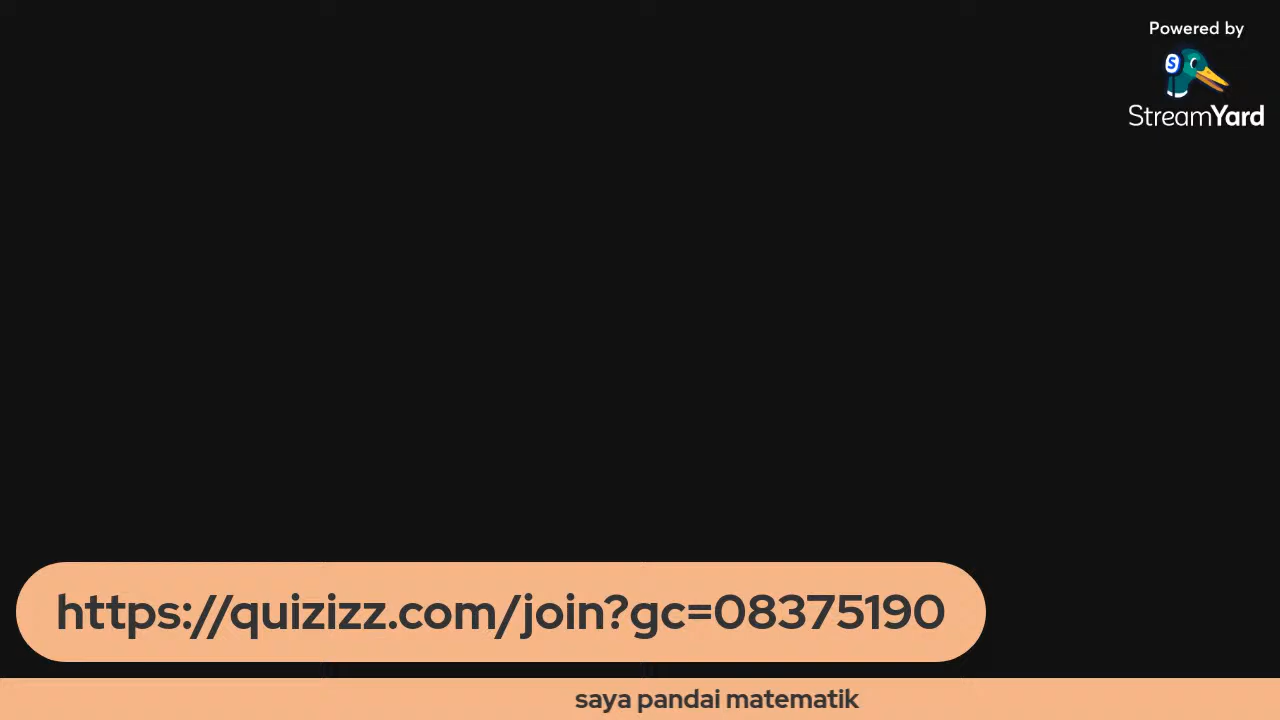 Powered by
S
StreamYard
https://quizizz.com/join?gc=08375190
saya pandai matematik